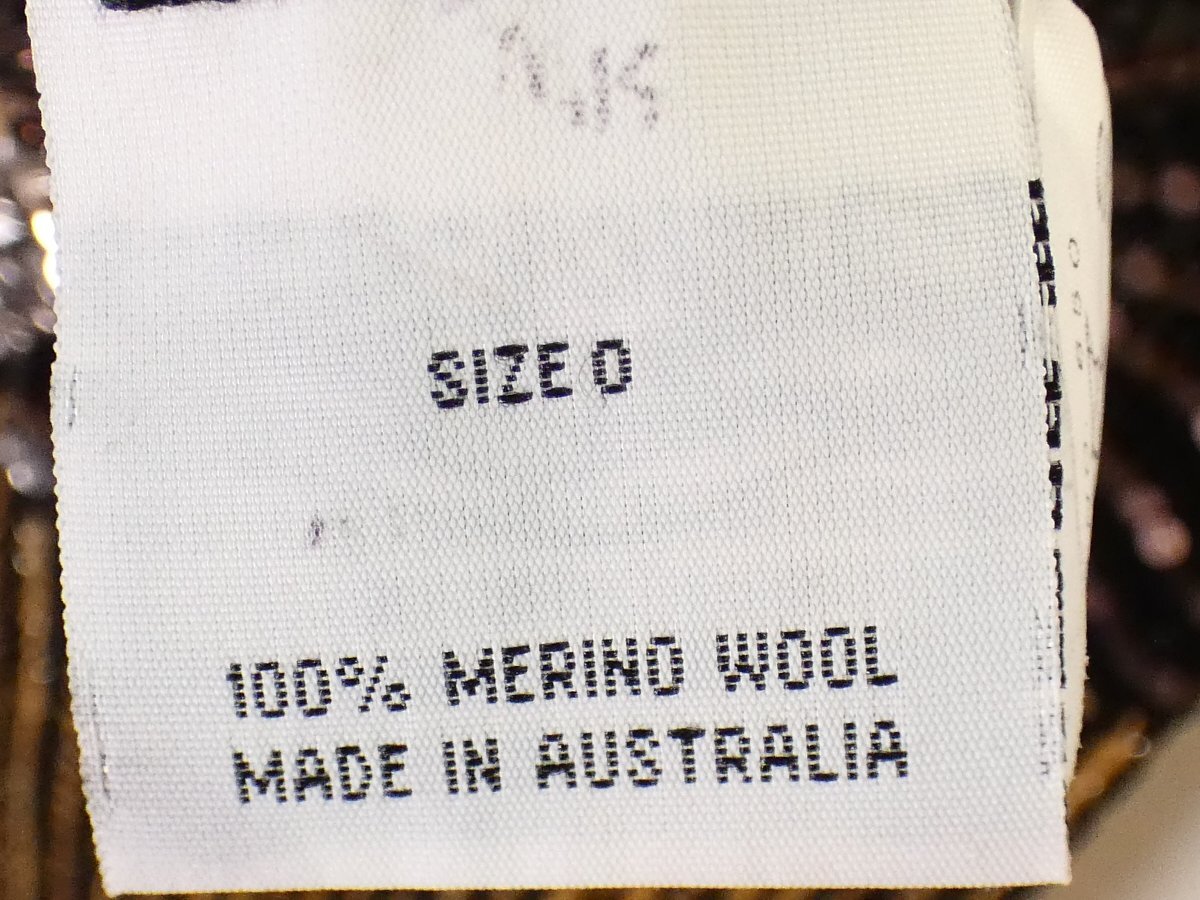 SIZE 0
100% MERINO WOOL
MADE IN AUSTRALIA